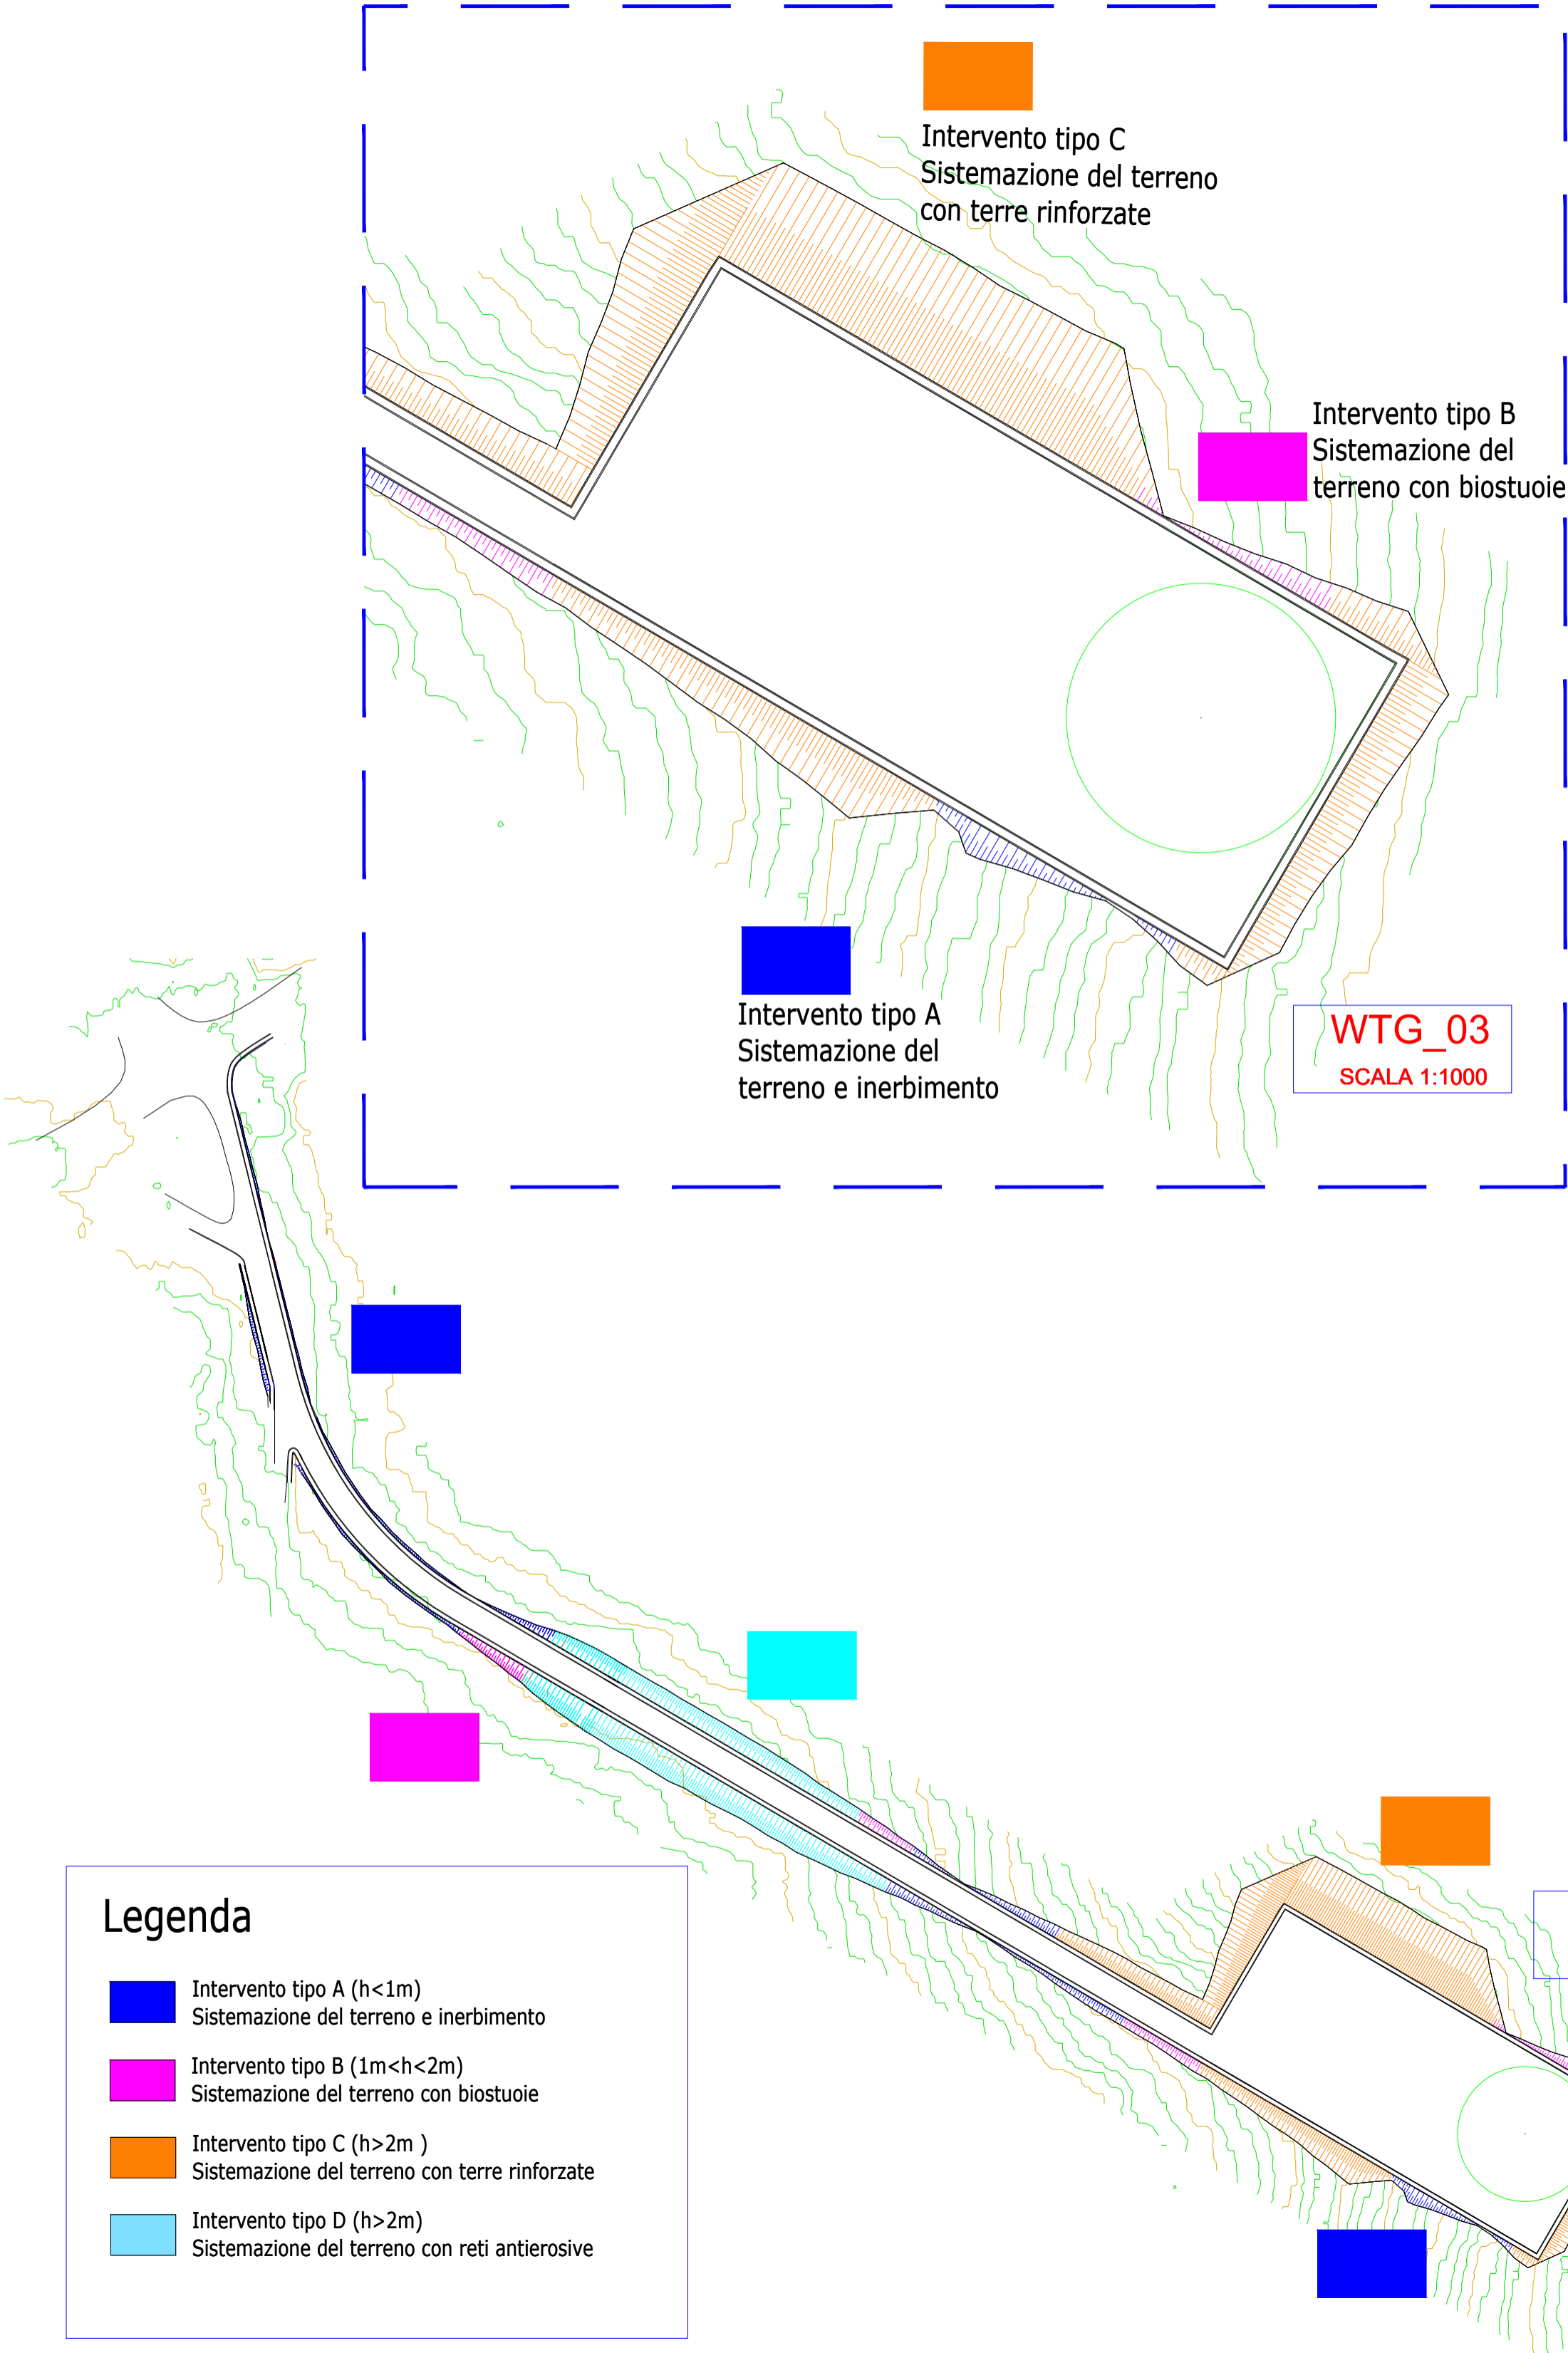 Intervento tipo C
Sistemazione del terreno
con terre rinforzate
Intervento tipo B
Sistemazione del
terreno con biostuoie
Intervento tipo A
Sistemazione del
terreno e inerbimento
WTG_03
SCALA 1:1000
Legenda
Intervento tipo A (h<1m)
Sistemazione del terreno e inerbimento
Intervento tipo B (1m<h<2m)
Sistemazione del terreno con biostuoie
Intervento tipo C (h>2m )
Sistemazione del terreno con terre rinforzate
Intervento tipo D (h>2m)
Sistemazione del terreno con reti antierosive